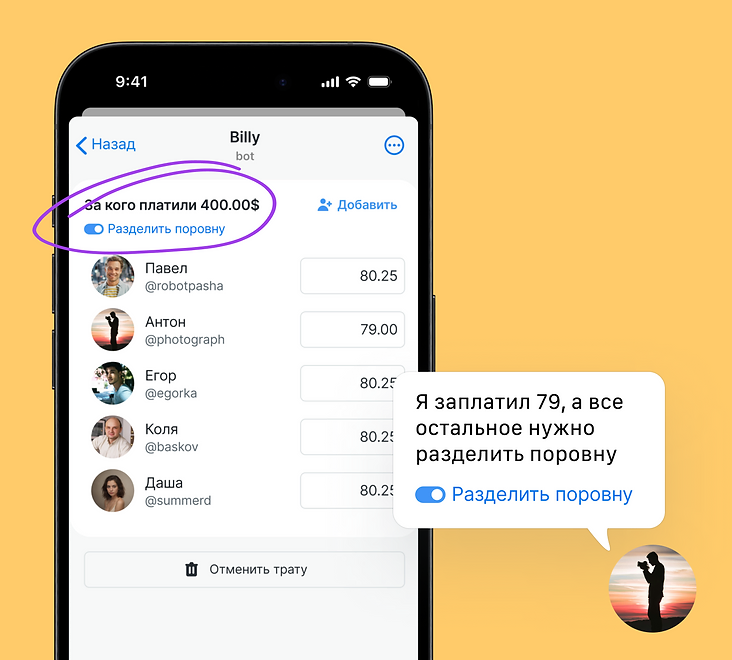 9:41
Назад
Billy
bot
За кого платили 400.00$
Добавить
Разделить поровну
Павел
@robotpasha
80.25
Антон
@photograph
79.00
Егор
@egorka
80.25
Коля
@baskov
80.25
Даша
@summerd
80.25
Отменить трату
Я заплатил 79, а все
остальное нужно
разделить поровну
Разделить поровну